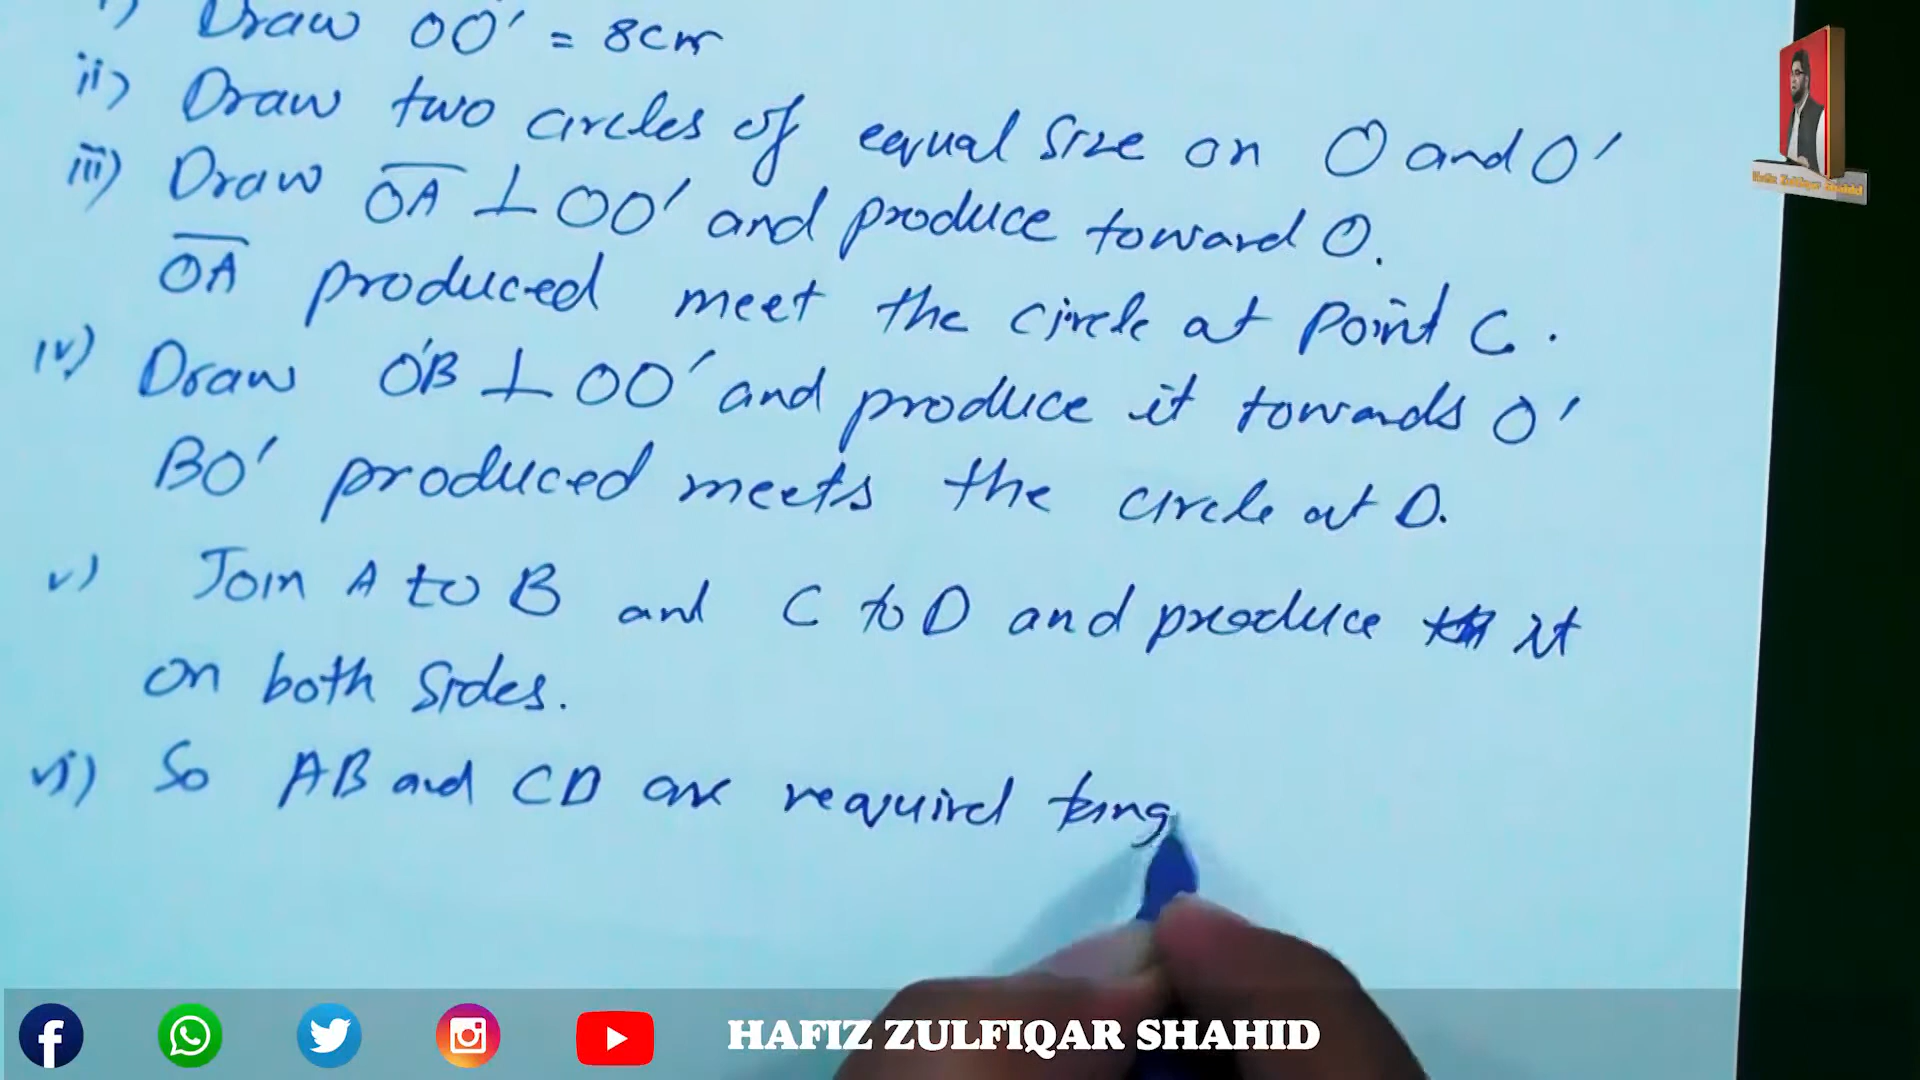 i) Draw OO' = 8cm
ii) Draw two circles of equal size on O and O'
iii) Draw OA ⊥ OO' and produce toward O.
OA produced meet the circle at point C.
iv) Draw O'B ⊥ OO' and produce it towards O'
BO' produced meets the circle at D.
v) Join A to B and C to D and produce it
on both sides.
vi) So AB and CD are required tang
Hafiz Zulfiqar Shahid
HAFIZ ZULFIQAR SHAHID